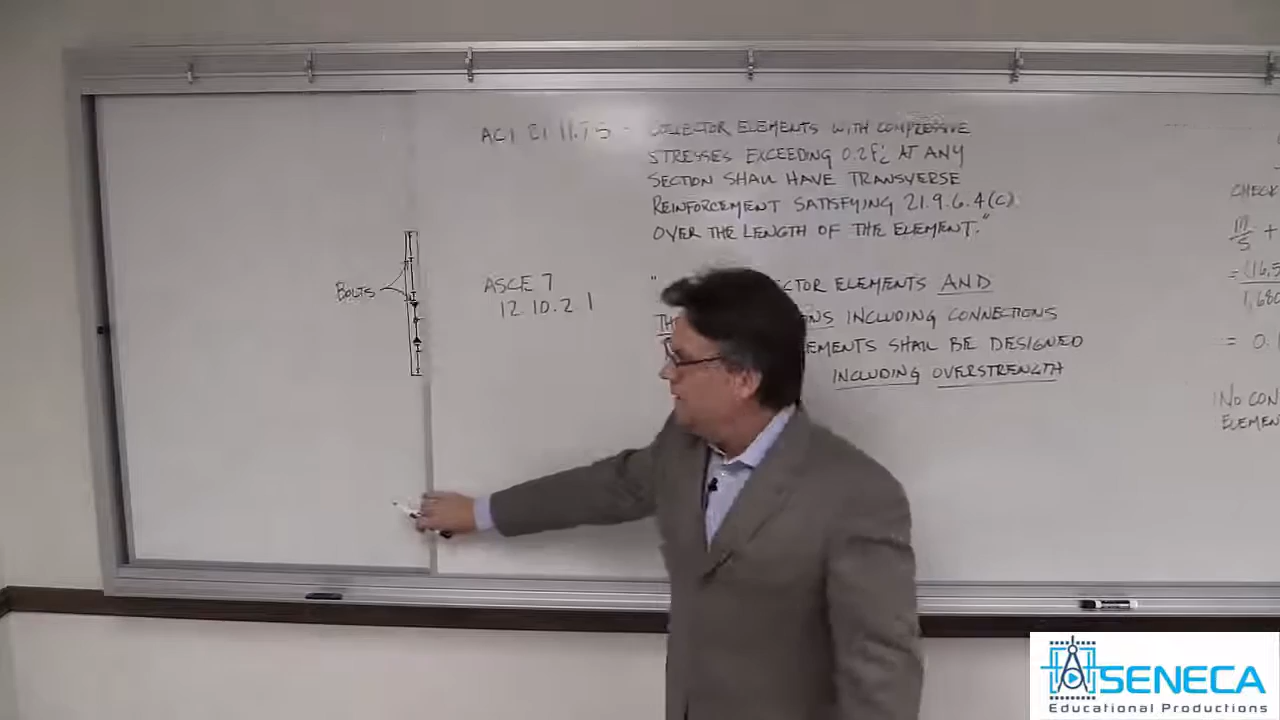 ACI 21.11.7.5 - COLLECTOR ELEMENTS WITH COMPRESSIVE
STRESSES EXCEEDING 0.2f'c AT ANY
SECTION SHALL HAVE TRANSVERSE
REINFORCEMENT SATISFYING 21.9.6.4(c)
OVER THE LENGTH OF THE ELEMENT."
BOLTS
ASCE 7
12.10.2.1
ELEMENTS AND
INCLUDING CONNECTIONS
SHALL BE DESIGNED
INCLUDING OVERSTRENGTH
CHECK
= 0.
(NO CON
ELEMEN
SENECA
Educational Productions